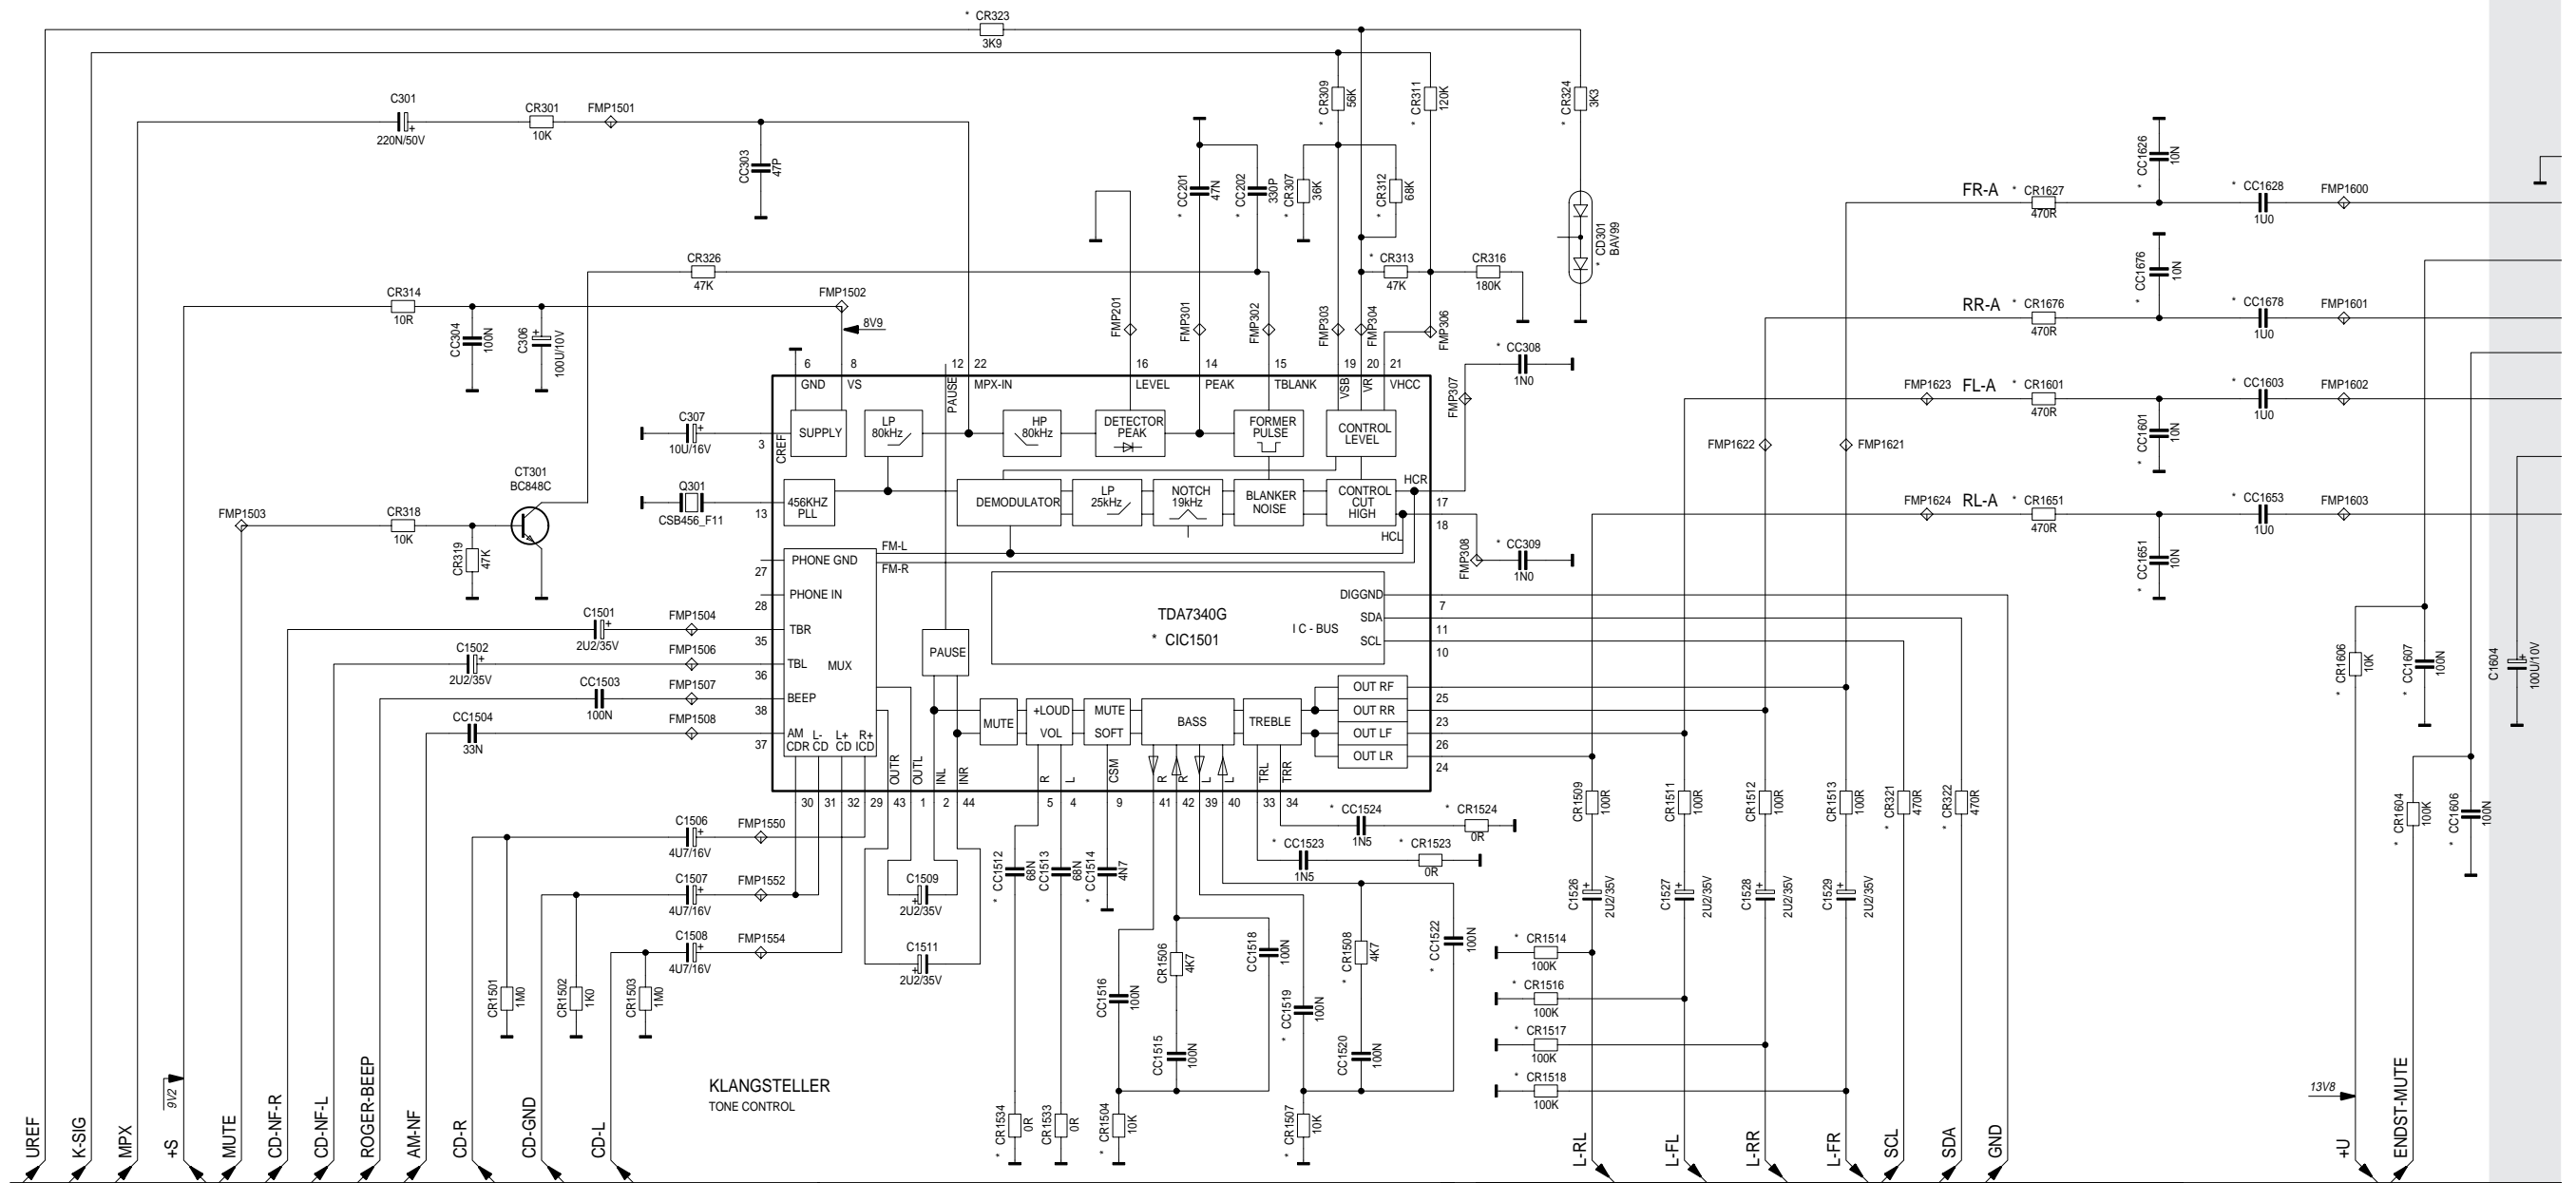 * CR323
3K9
C301
220N/50V
CR301
10K
FMP1501
CC303
47P
* CR309
56K
* CR311
120K
* CR324
3K3
* CC201
47N
* CC202
330P
* CR307
36K
* CR312
68K
* CD301
BAV99
CR326
47K
* CR313
47K
CR316
180K
CR314
10R
CC304
100N
C306
+
100U/10V
FMP1502
8V9
FMP201
FMP301
FMP302
FMP303
FMP304
FMP306
* CC308
1N0
FMP307
6
8
12
22
16
14
15
19
20
21
GND
VS
PAUSE
MPX-IN
LEVEL
PEAK
TBLANK
VSB
VR
VHCC
C307
+
10U/16V
3
CREF
SUPPLY
LP
80kHz
HP
80kHz
DETECTOR
PEAK
FORMER
PULSE
CONTROL
LEVEL
Q301
CSB456_F11
13
456KHZ
PLL
DEMODULATOR
LP
25kHz
NOTCH
19kHz
BLANKER
NOISE
CONTROL
CUT
HIGH
HCR
17
18
HCL
FMP308
* CC309
1N0
CT301
BC848C
FMP1503
CR318
10K
CR319
47K
FM-L
FM-R
27
PHONE GND
28
PHONE IN
35
TBR
36
TBL
MUX
38
BEEP
37
AM
CDR
L-
CD
L+
CD
R+
ICD
C1501
+
2U2/35V
FMP1504
C1502
+
2U2/35V
FMP1506
CC1503
100N
FMP1507
CC1504
33N
FMP1508
TDA7340G
* CIC1501
I C - BUS
DIGGND
7
SDA
11
SCL
10
PAUSE
OUT RF
25
OUT RR
23
OUT LF
26
OUT LR
24
MUTE
+LOUD
VOL
MUTE
SOFT
BASS
TREBLE
OUTR
OUTL
INL
INR
R
L
CSM
R
R
L
L
TRL
TRR
30
31
32
29
43
1
2
44
5
4
9
41
42
39
40
33
34
C1506
+
4U7/16V
FMP1550
C1507
+
4U7/16V
FMP1552
C1508
+
4U7/16V
FMP1554
CR1501
1M0
CR1502
1K0
CR1503
1M0
C1509
+
2U2/35V
C1511
+
2U2/35V
* CC1512
68N
CC1513
68N
* CC1514
4N7
* CC1524
1N5
* CR1524
0R
* CC1523
1N5
* CR1523
0R
CC1516
100N
CR1506
4K7
CC1518
100N
CC1515
100N
* CC1519
100N
* CR1508
4K7
* CC1522
100N
CC1520
100N
* CR1534
0R
CR1533
0R
* CR1504
10K
* CR1507
10K
KLANGSTELLER
TONE CONTROL
CR1509
100R
CR1511
100R
CR1512
100R
CR1513
100R
* CR321
470R
* CR322
470R
C1526
+
2U2/35V
C1527
+
2U2/35V
C1528
+
2U2/35V
C1529
+
2U2/35V
* CR1514
100K
* CR1516
100K
* CR1517
100K
* CR1518
100K
FR-A
* CR1627
470R
* CC1626
10N
* CC1628
1U0
FMP1600
RR-A
* CR1676
470R
* CC1676
10N
* CC1678
1U0
FMP1601
FMP1623
FL-A
* CR1601
470R
* CC1601
10N
* CC1603
1U0
FMP1602
FMP1622
FMP1621
FMP1624
RL-A
* CR1651
470R
* CC1651
10N
* CC1653
1U0
FMP1603
* CR1606
10K
* CC1607
100N
C1604
+
100U/10V
* CR1604
100K
* CC1606
100N
13V8
9V2
UREF
K-SIG
MPX
+S
MUTE
CD-NF-R
CD-NF-L
ROGER-BEEP
AM-NF
CD-R
CD-GND
CD-L
L-RL
L-FL
L-RR
L-FR
SCL
SDA
GND
+U
ENDST-MUTE